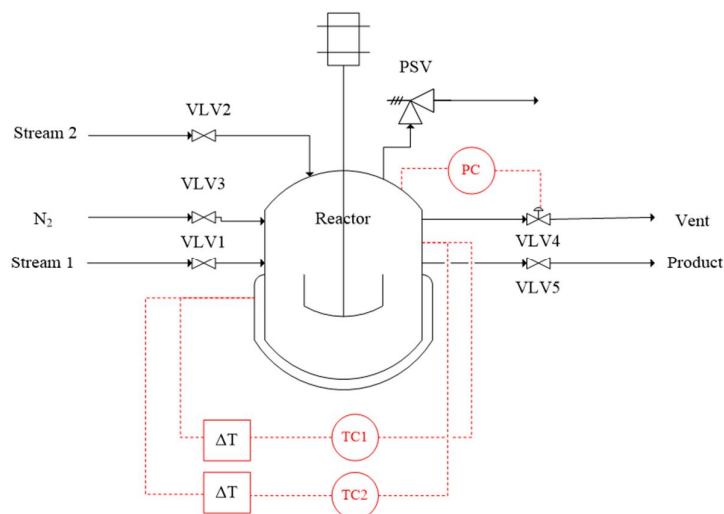 PSV
VLV2
Stream 2
PC
VLV3
N₂
Reactor
Vent
VLV1
VLV4
Stream 1
Product
VLV5
ΔT
TC1
ΔT
TC2